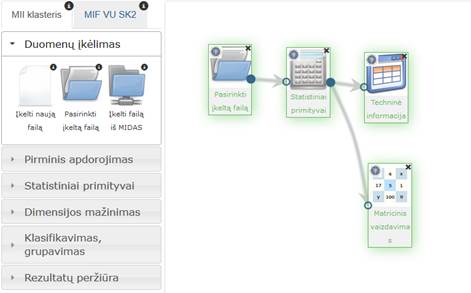 MII klasteris
MIF VU SK2
Duomenų įkėlimas
Įkelti naują
failą
Pasirinkti
įkeltą failą
Įkelti failą
iš MIDAS
Pirminis apdorojimas
Statistiniai primityvai
Dimensijos mažinimas
Klasifikavimas,
grupavimas
Rezultatų peržiūra
Pasirinkti
įkeltą failą
Statistiniai
primityvai
Techninė
informacija
4 x
17 5 1
y 100 0
Matricinis
vaizdavima
s